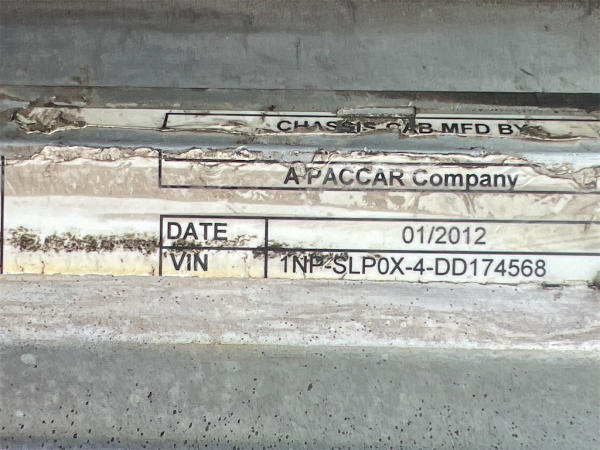 CHASSIS CAB MFD BY
A PACCAR Company
DATE 01/2012
VIN 1NP-SLP0X-4-DD174568